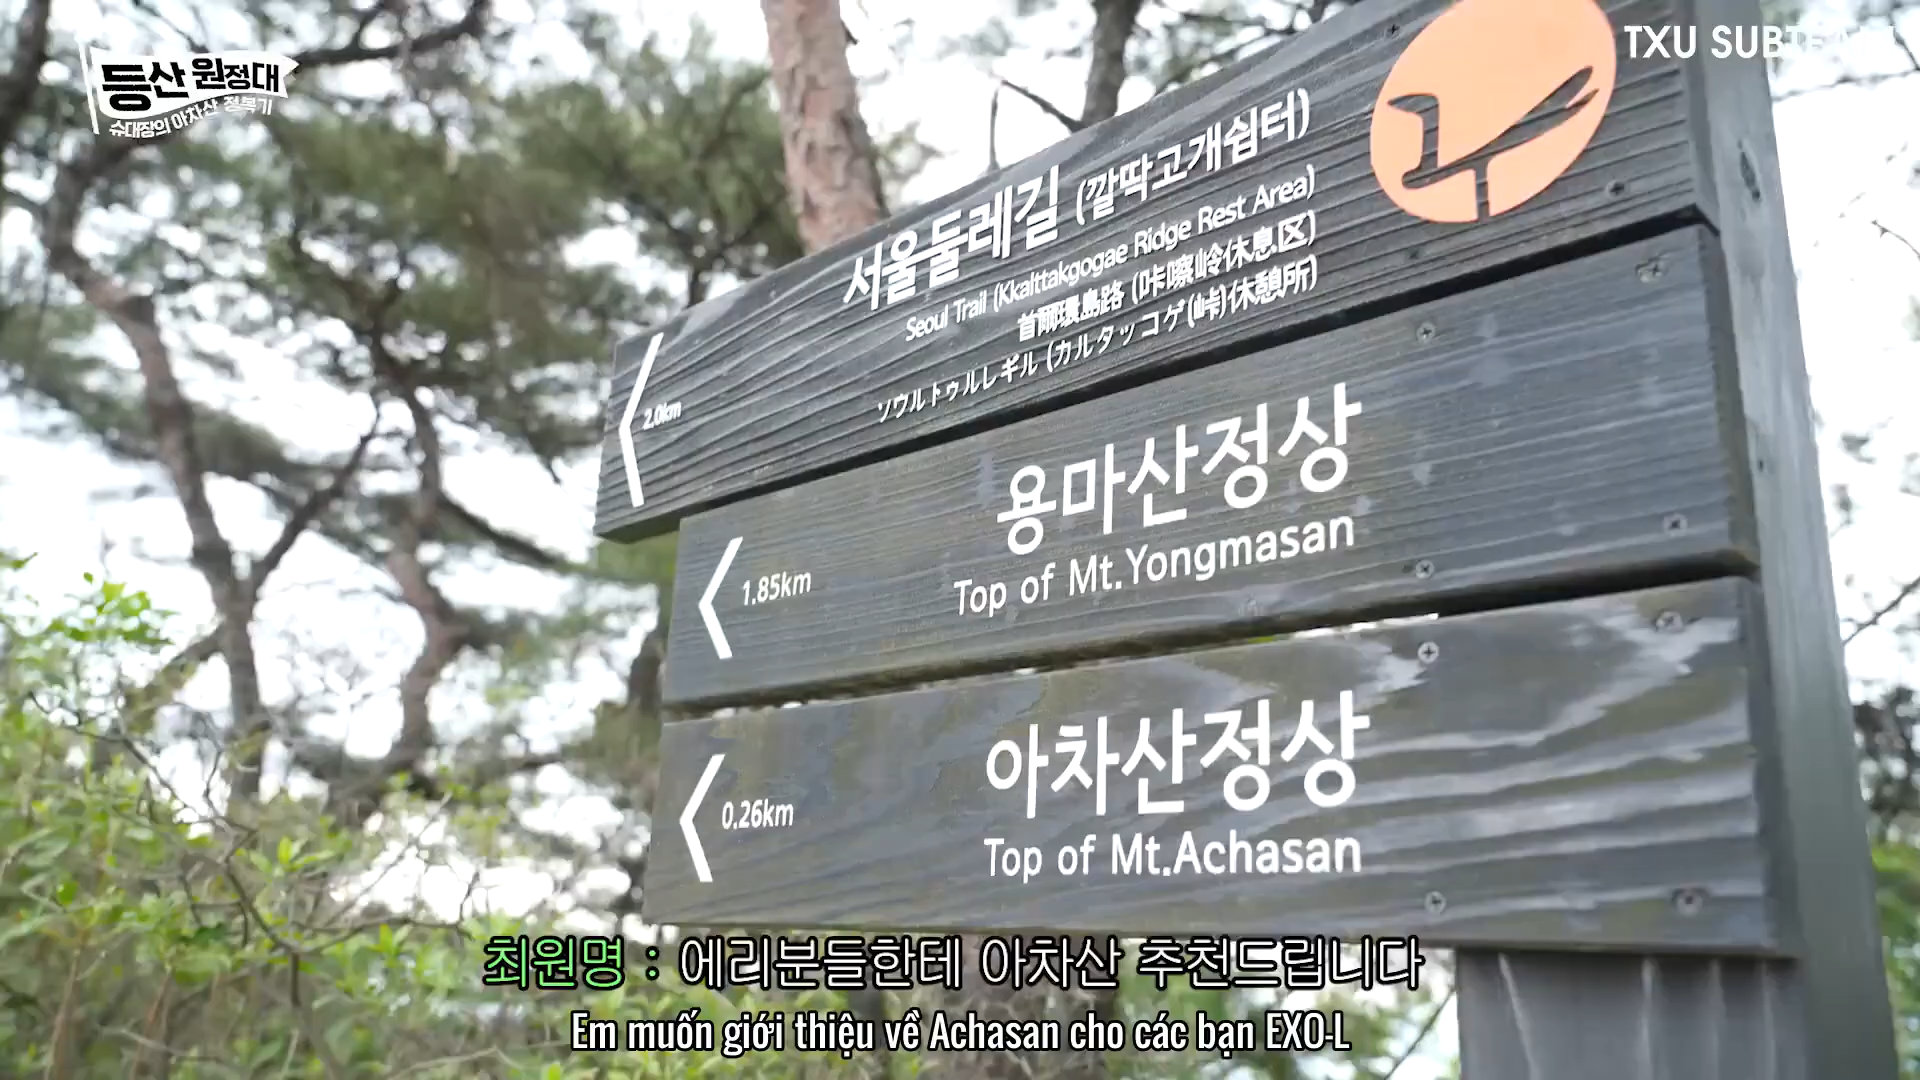 등산 원정대
슈대장의 아차산 정복기
TXU SUBTEAM
서울둘레길 (깔딱고개쉼터)
Seoul Trail (Kkalttakgogae Ridge Rest Area)
首爾環島路 (咔嚓岭休息区)
ソウルトゥルレギル (カルタッコゲ(峠)休憩所)
2.0km
용마산정상
1.85km
Top of Mt.Yongmasan
아차산정상
0.26km
Top of Mt.Achasan
최원명 : 에리분들한테 아차산 추천드립니다
Em muốn giới thiệu về Achasan cho các bạn EXO-L